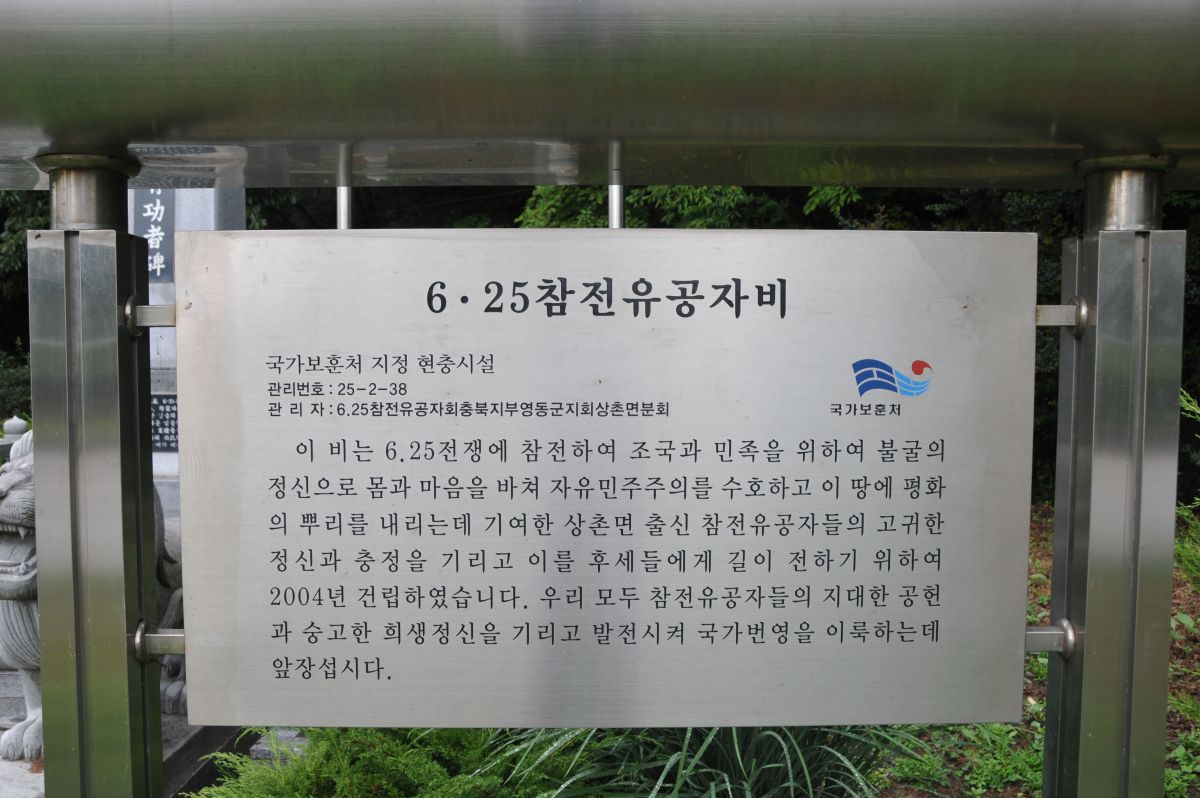 功者碑
6·25참전유공자비
국가보훈처 지정 현충시설
관리번호 : 25-2-38
관 리 자 : 6.25참전유공자회충북지부영동군지회상촌면분회
국가보훈처
이 비는 6.25전쟁에 참전하여 조국과 민족을 위하여 불굴의
정신으로 몸과 마음을 바쳐 자유민주주의를 수호하고 이 땅에 평화
의 뿌리를 내리는데 기여한 상촌면 출신 참전유공자들의 고귀한
정신과 충정을 기리고 이를 후세들에게 길이 전하기 위하여
2004년 건립하였습니다. 우리 모두 참전유공자들의 지대한 공헌
과 숭고한 희생정신을 기리고 발전시켜 국가번영을 이룩하는데
앞장섭시다.